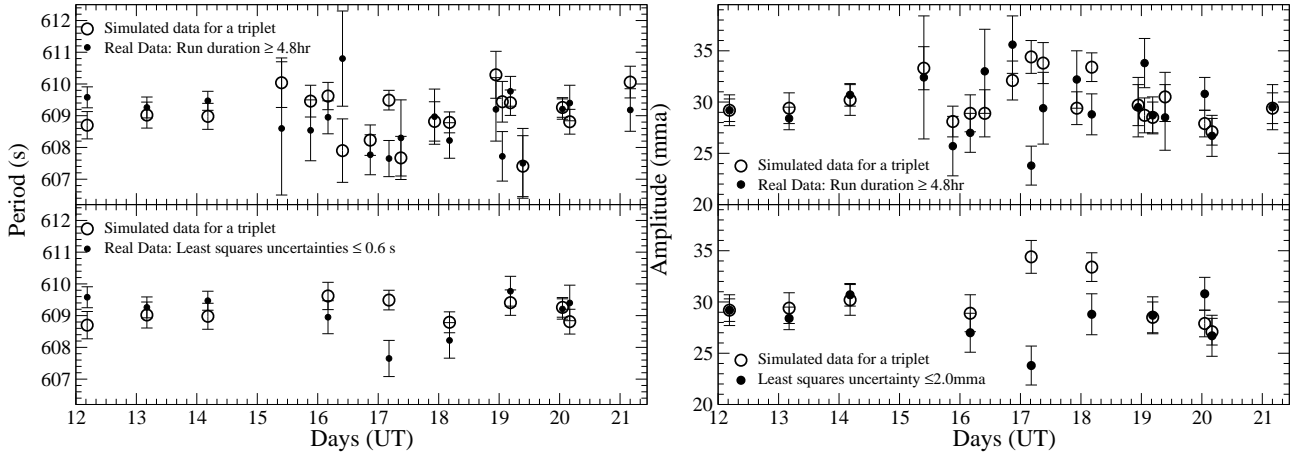 612
611
610
609
608
607
Simulated data for a triplet
Real Data: Run duration ≥ 4.8hr
612
611
610
609
608
607
Simulated data for a triplet
Real Data: Least squares uncertainties ≤ 0.6 s
Period (s)
12 13 14 15 16 17 18 19 20 21
Days (UT)
35
30
25
20
Simulated data for a triplet
Real Data: Run duration ≥ 4.8hr
35
30
25
20
Simulated data for a triplet
Least squares uncertainty ≤2.0mma
Amplitude (mma)
12 13 14 15 16 17 18 19 20 21
Days (UT)